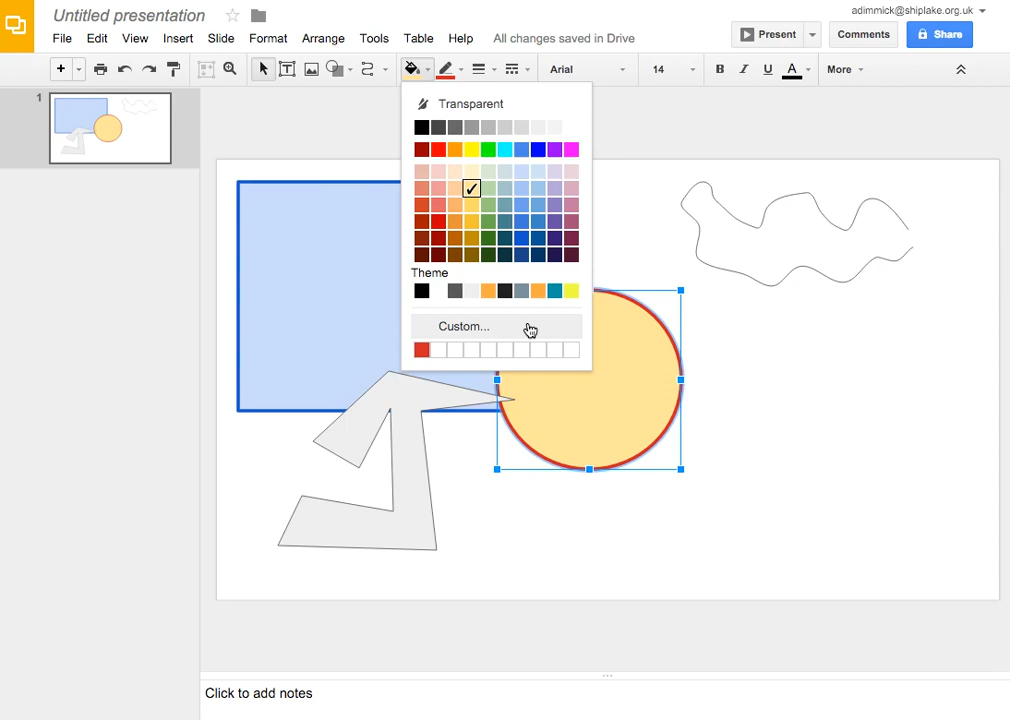 Untitled presentation
adimmick@shiplake.org.uk
File Edit View Insert Slide Format Arrange Tools Table Help All changes saved in Drive
Present Comments Share
Arial 14 B I U A More
1
Transparent
Theme
Custom...
Click to add notes